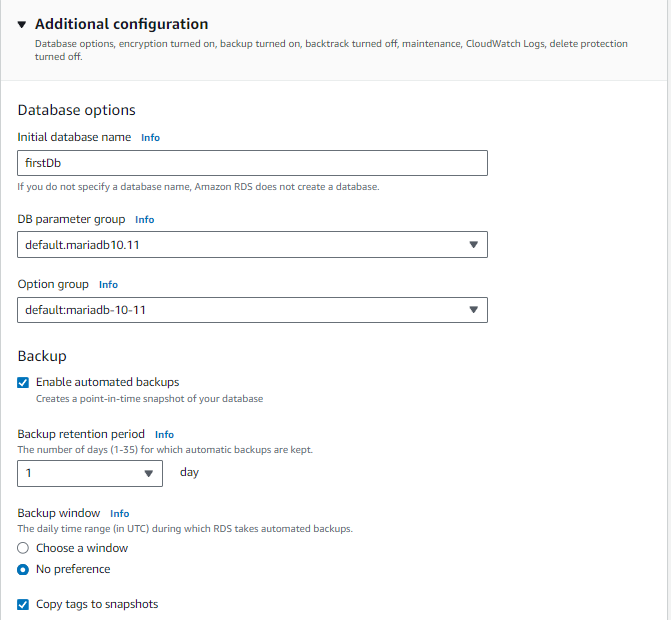 Additional configuration
Database options, encryption turned on, backup turned on, backtrack turned off, maintenance, CloudWatch Logs, delete protection
turned off.
Database options
Initial database name Info
firstDb
If you do not specify a database name, Amazon RDS does not create a database.
DB parameter group Info
default.mariadb10.11
Option group Info
default:mariadb-10-11
Backup
Enable automated backups
Creates a point-in-time snapshot of your database
Backup retention period Info
The number of days (1-35) for which automatic backups are kept.
1 day
Backup window Info
The daily time range (in UTC) during which RDS takes automated backups.
Choose a window
No preference
Copy tags to snapshots